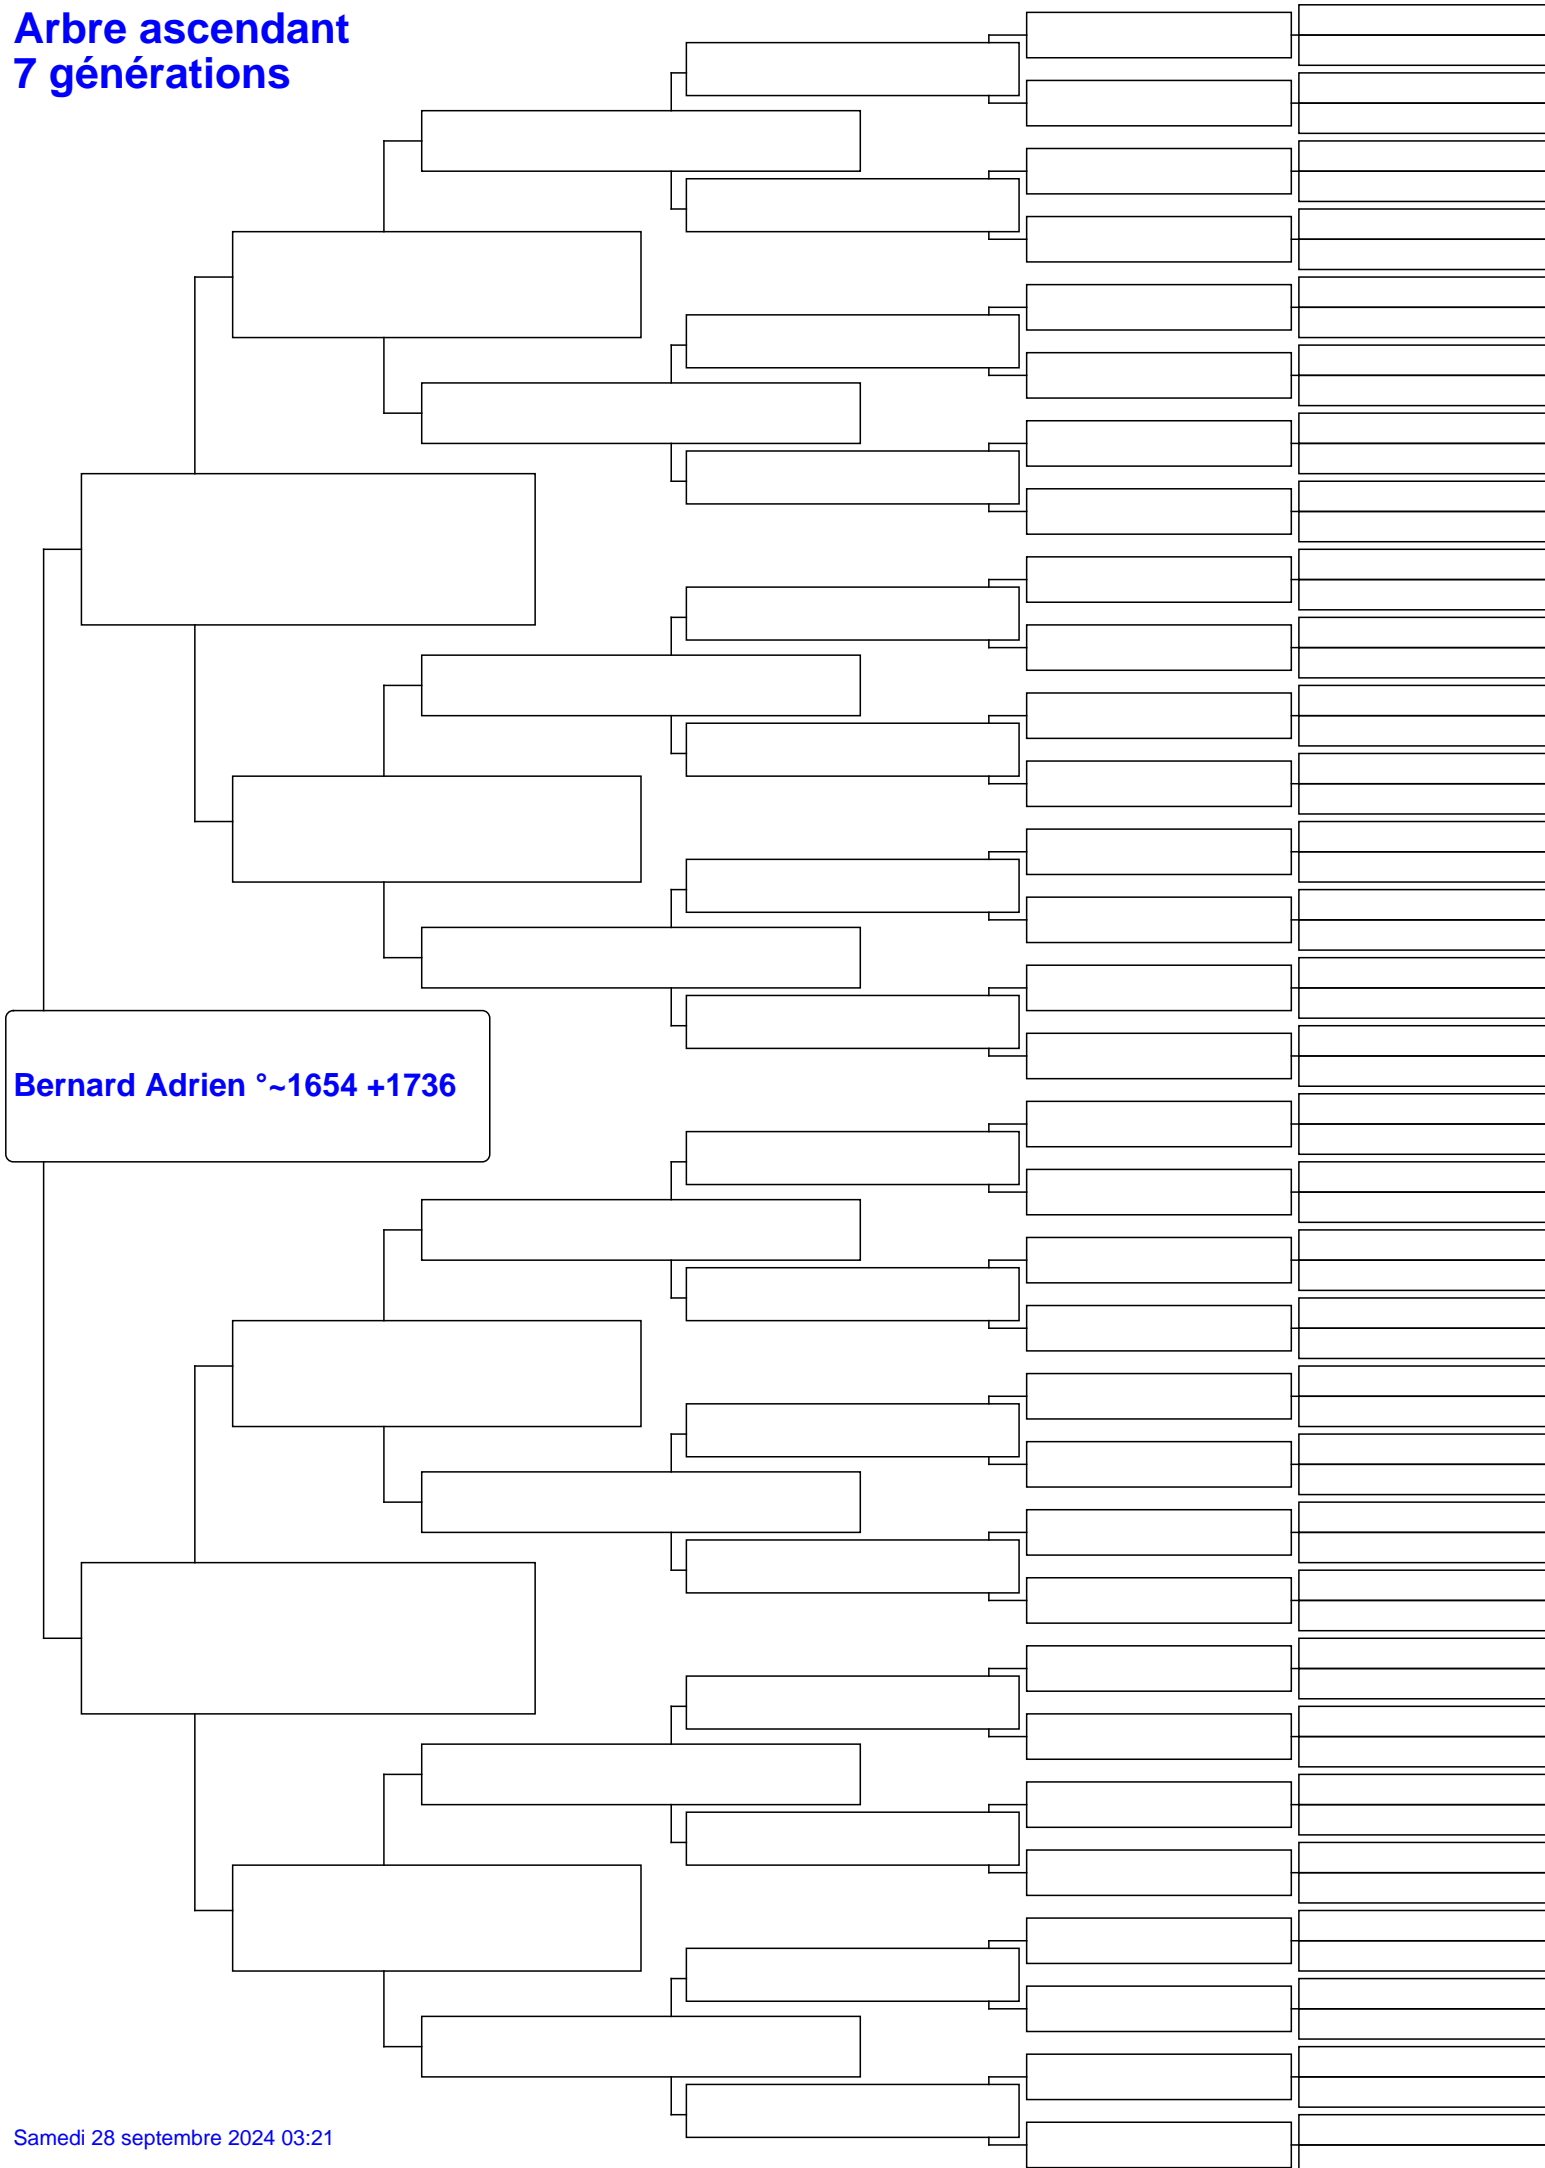 Arbre ascendant
7 générations
Bernard Adrien °~1654 +1736
Samedi 28 septembre 2024 03:21